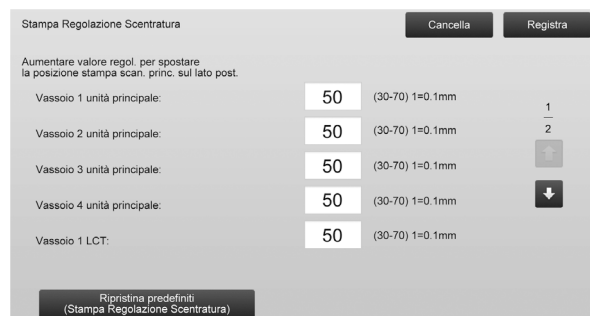 Stampa Regolazione Scentratura
Cancella
Registra
Aumentare valore regol. per spostare
la posizione stampa scan. princ. sul lato post.
Vassoio 1 unità principale: 50 (30-70) 1=0.1mm
Vassoio 2 unità principale: 50 (30-70) 1=0.1mm
Vassoio 3 unità principale: 50 (30-70) 1=0.1mm
Vassoio 4 unità principale: 50 (30-70) 1=0.1mm
Vassoio 1 LCT: 50 (30-70) 1=0.1mm
1
2
Ripristina predefiniti
(Stampa Regolazione Scentratura)